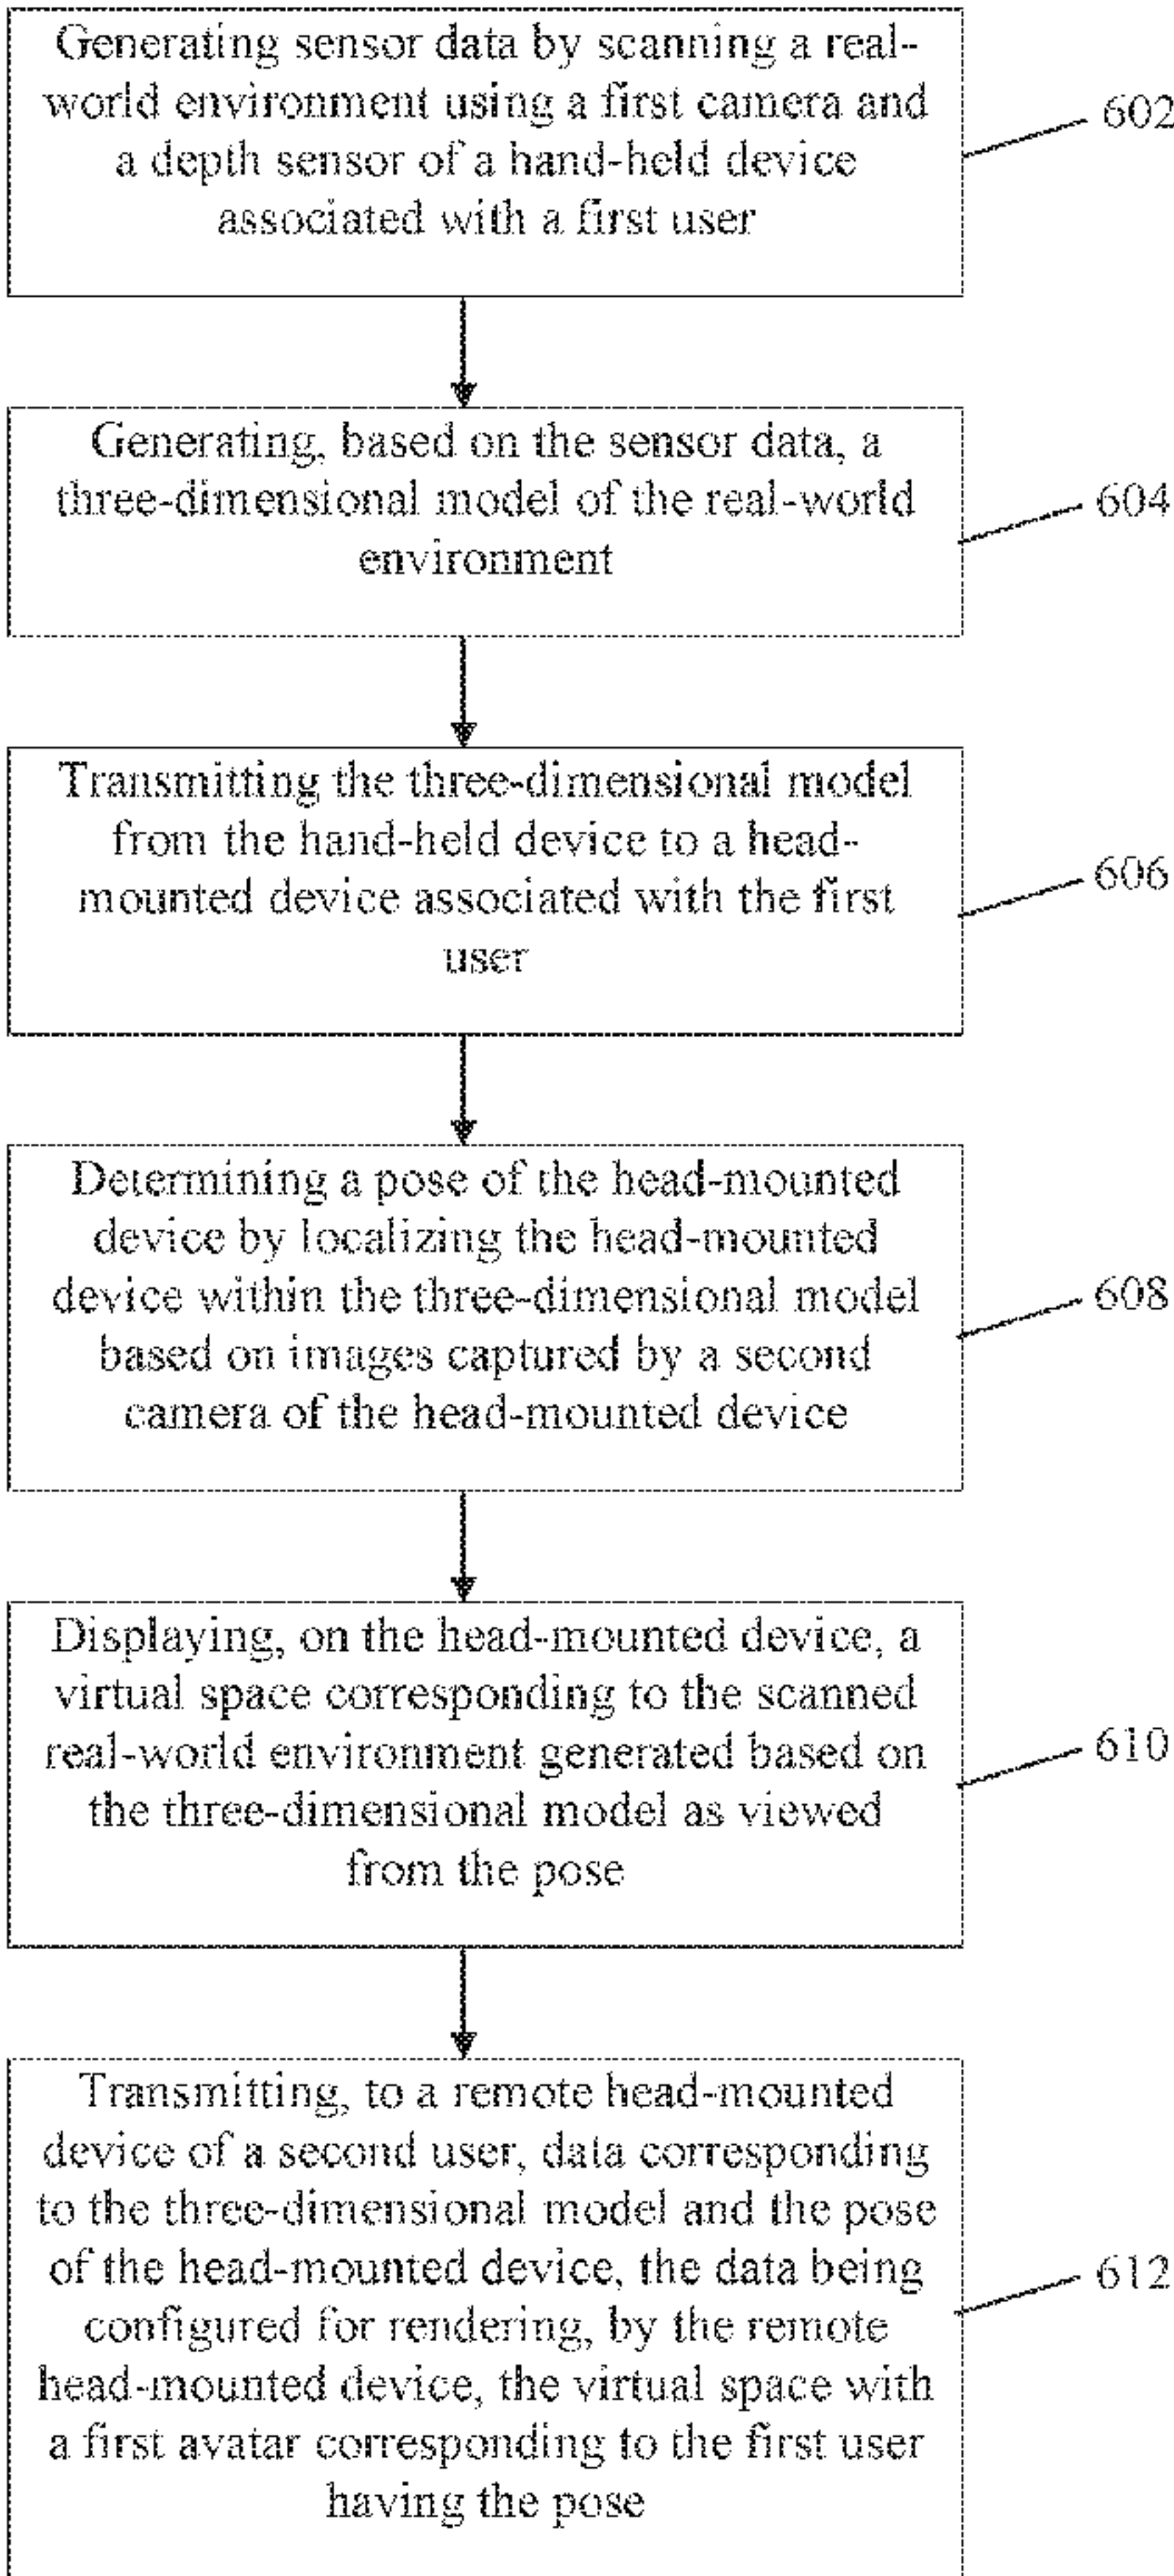 Generating sensor data by scanning a real-
world environment using a first camera and
a depth sensor of a hand-held device
associated with a first user
602
Generating, based on the sensor data, a
three-dimensional model of the real-world
environment
604
Transmitting the three-dimensional model
from the hand-held device to a head-
mounted device associated with the first
user
606
Determining a pose of the head-mounted
device by localizing the head-mounted
device within the three-dimensional model
based on images captured by a second
camera of the head-mounted device
608
Displaying, on the head-mounted device, a
virtual space corresponding to the scanned
real-world environment generated based on
the three-dimensional model as viewed
from the pose
610
Transmitting, to a remote head-mounted
device of a second user, data corresponding
to the three-dimensional model and the pose
of the head-mounted device, the data being
configured for rendering, by the remote
head-mounted device, the virtual space with
a first avatar corresponding to the first user
having the pose
612